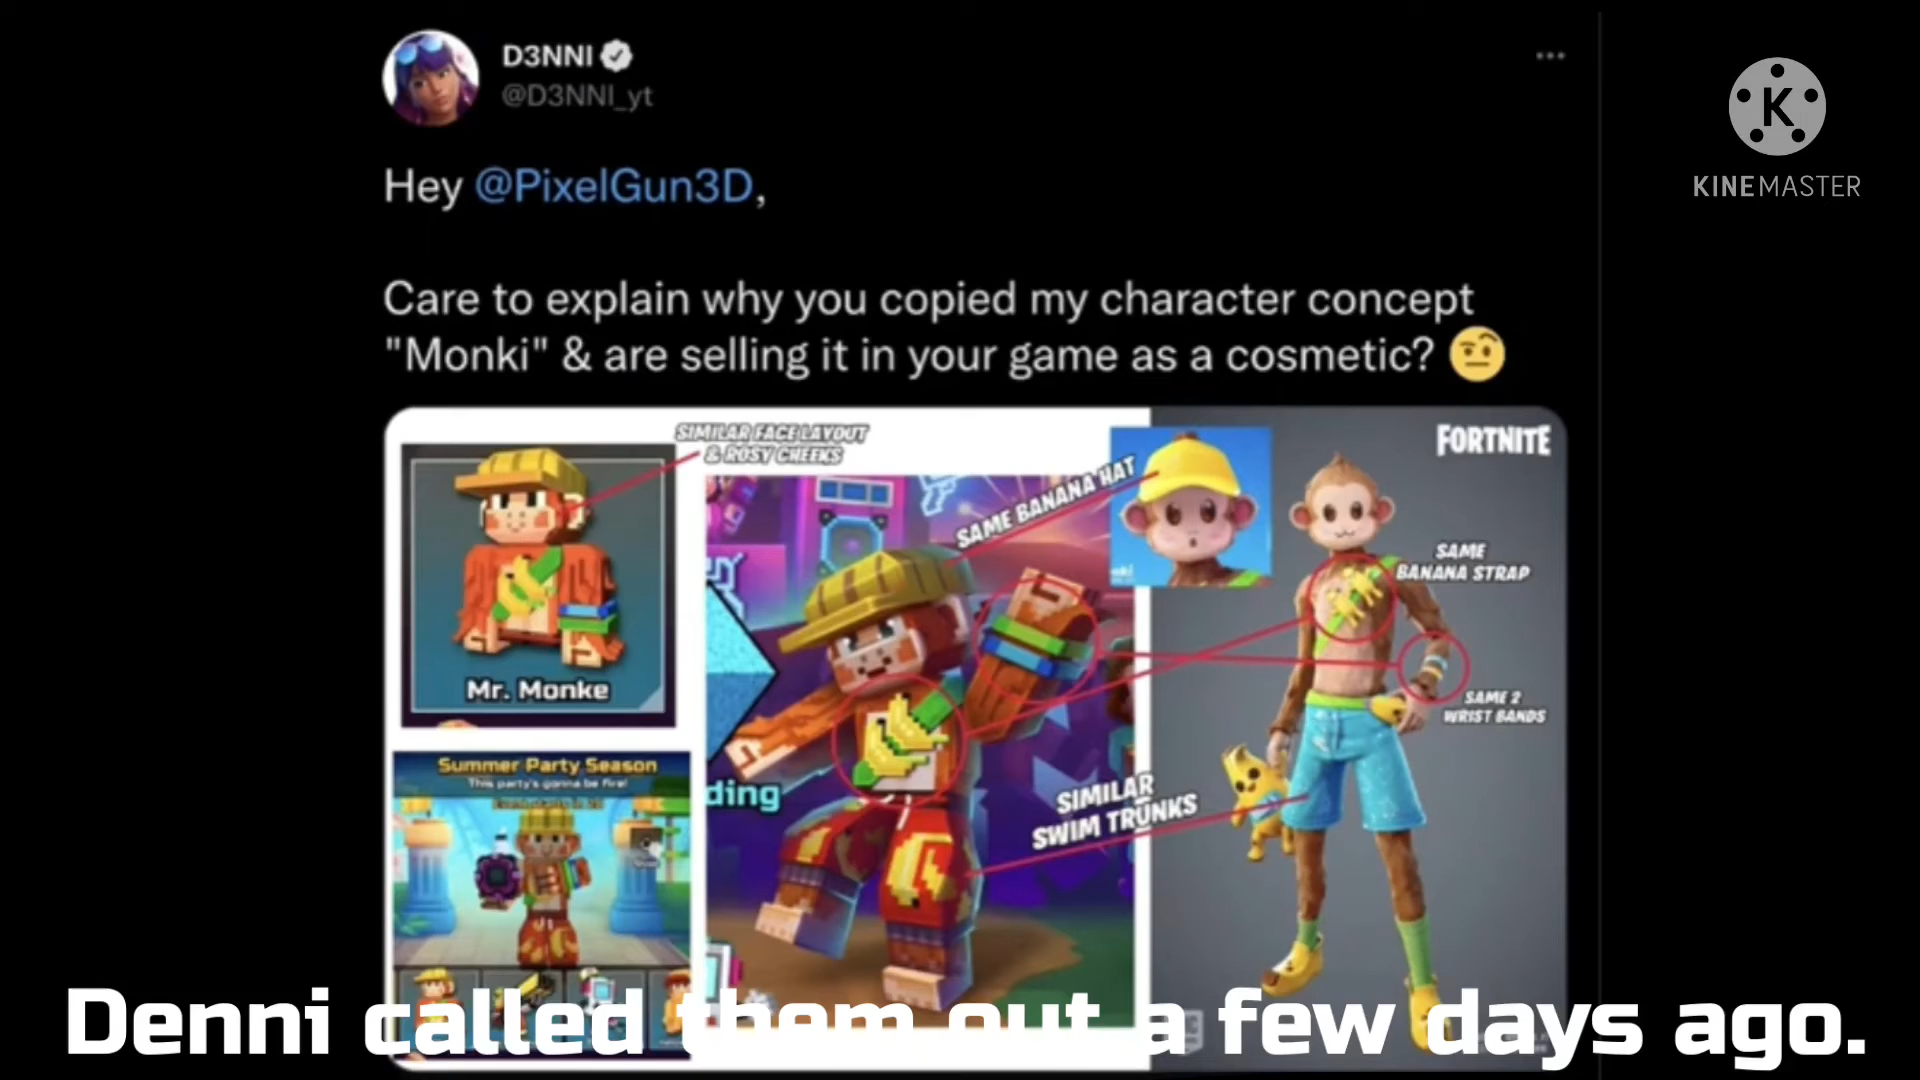 D3NNI
@D3NNI_yt
KINEMASTER
Hey @PixelGun3D,
Care to explain why you copied my character concept
"Monki" & are selling it in your game as a cosmetic?
SIMILAR FACE LAYOUT
& ROSY CHEEKS
SAME BANANA HAT
FORTNITE
SAME
BANANA STRAP
Mr. Monke
SAME 2
WRIST BANDS
Summer Party Season
This party's gonna be fire!
ding
SIMILAR
SWIM TRUNKS
Denni called them out a few days ago.